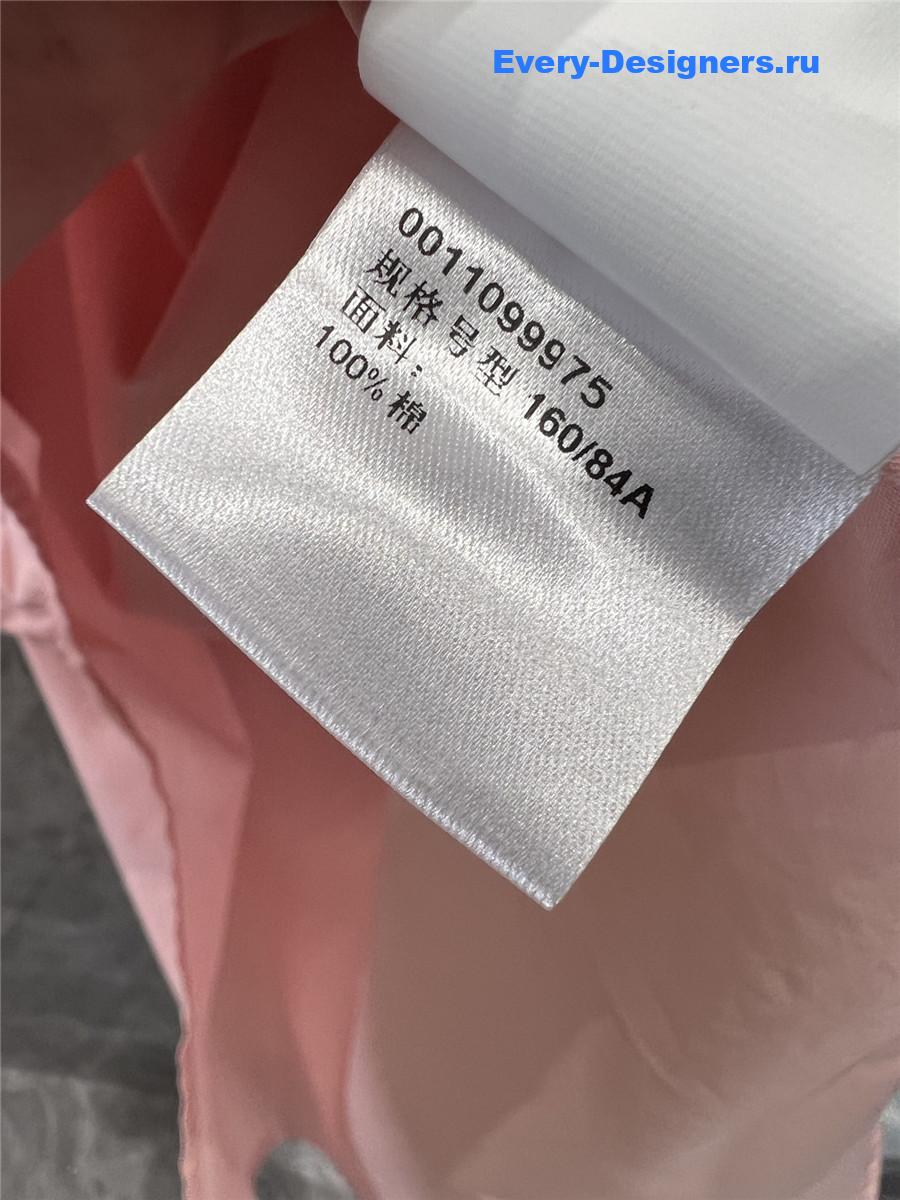 Every-Designers.ru
0011099975
规格号型 160/84A
面料：
100% 棉